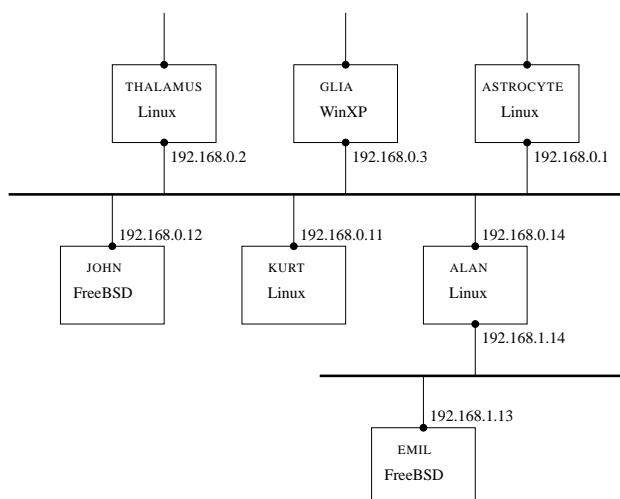 THALAMUS
Linux
GLIA
WinXP
ASTROCYTE
Linux
192.168.0.2
192.168.0.3
192.168.0.1
192.168.0.12
192.168.0.11
192.168.0.14
JOHN
FreeBSD
KURT
Linux
ALAN
Linux
192.168.1.14
192.168.1.13
EMIL
FreeBSD